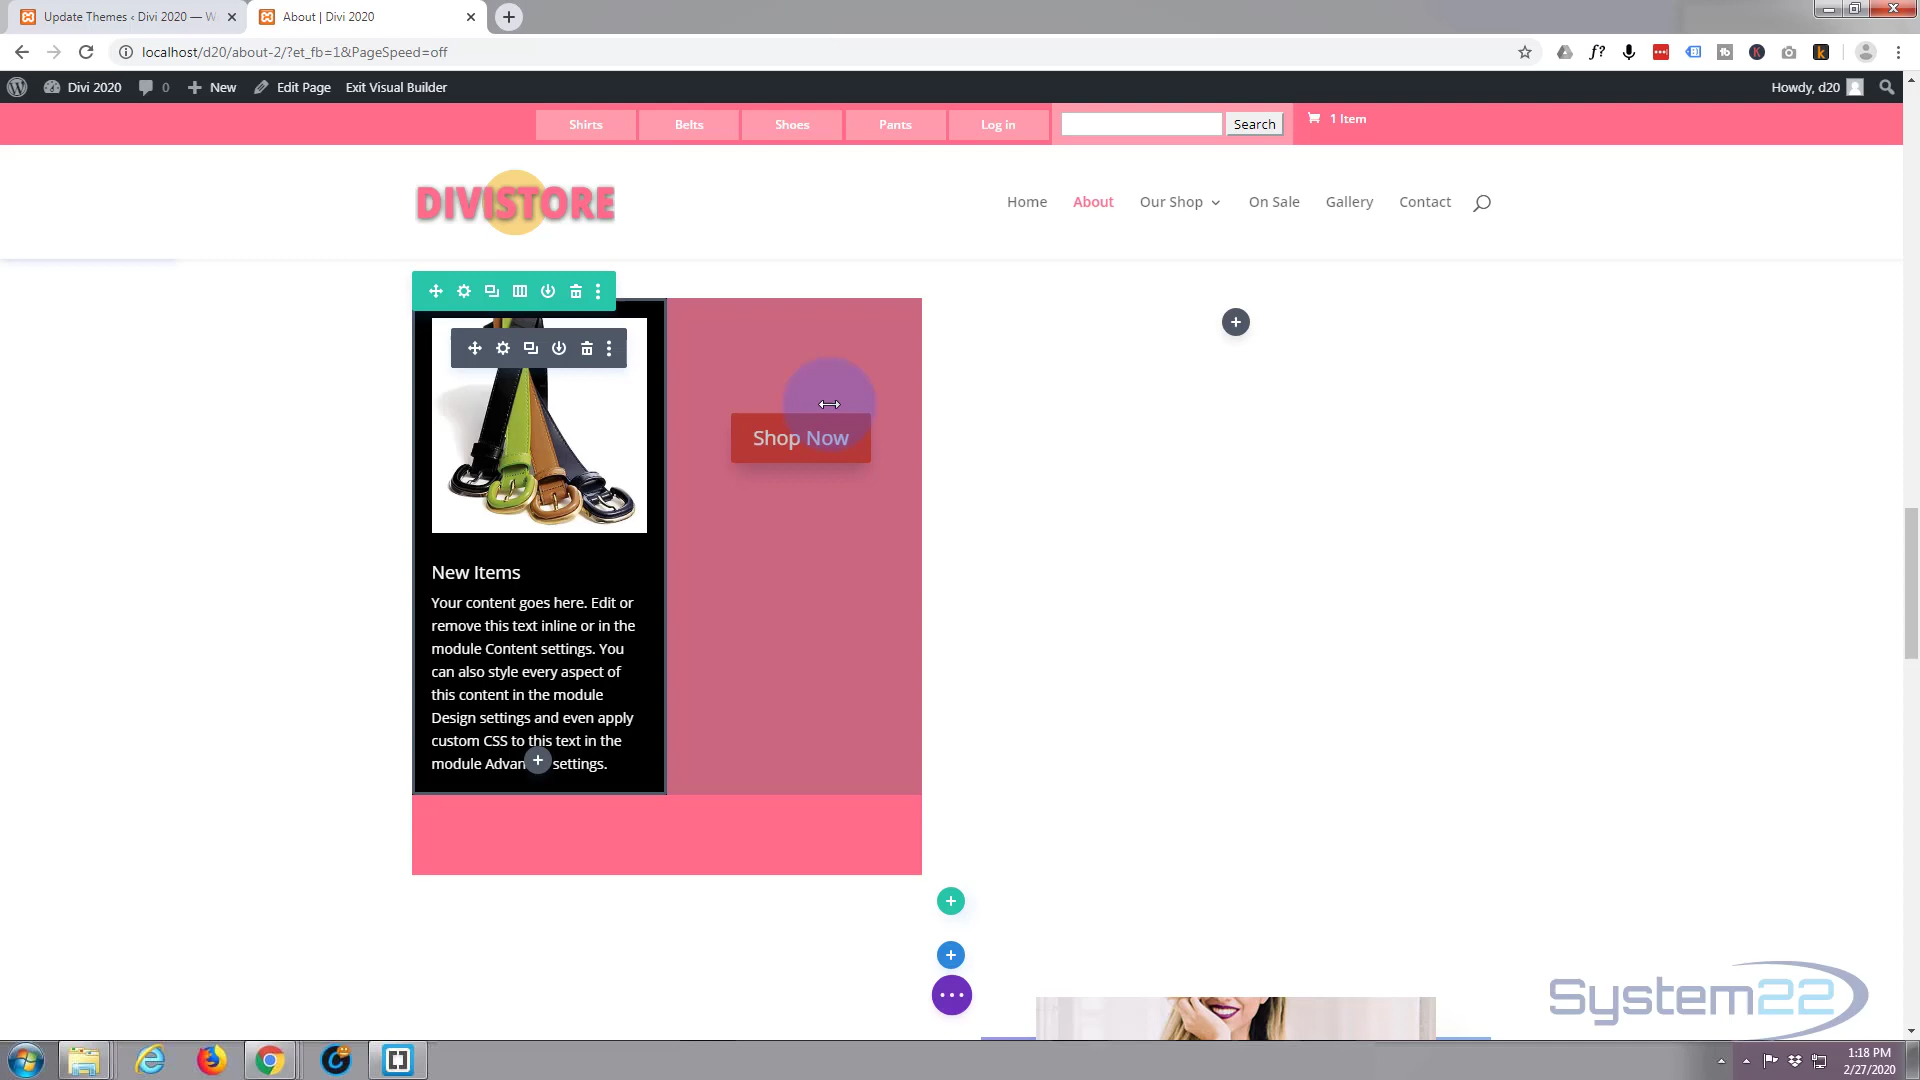 Update Themes ‹ Divi 2020 — W
About | Divi 2020
localhost/d20/about-2/?et_fb=1&PageSpeed=off
Divi 2020
0
New
Edit Page
Exit Visual Builder
Howdy, d20
Shirts
Belts
Shoes
Pants
Log in
Search
1 Item
DIVISTORE
Home
About
Our Shop
On Sale
Gallery
Contact
Shop Now
New Items
Your content goes here. Edit or
remove this text inline or in the
module Content settings. You
can also style every aspect of
this content in the module
Design settings and even apply
custom CSS to this text in the
module Advan settings.
System22
1:18 PM
2/27/2020